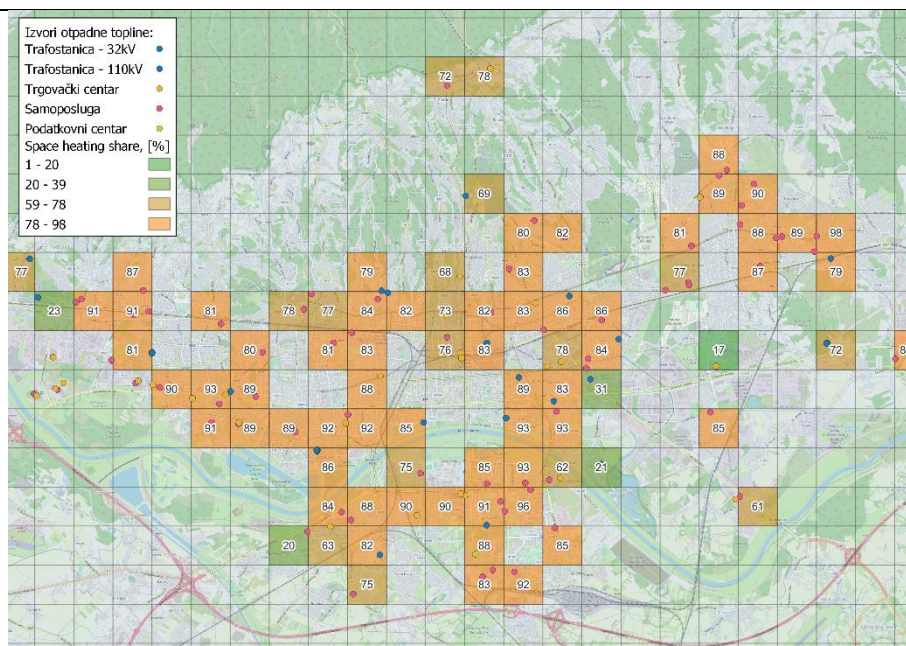 Izvori otpadne topline:
Trafostanica - 32kV
Trafostanica - 110kV
Trgovački centar
Samoposluga
Podatkovni centar
Space heating share, [%]
1 - 20
20 - 39
59 - 78
78 - 98
72 78
88
69 89 90
80 82 81 88 89 98
77 87 79 68 83 77 87 79
23 91 91 81 78 77 84 82 73 82 83 86 86
81 80 81 83 76 83 78 84 17 72 8
90 93 89 88 89 83 31
91 89 89 92 92 85 93 93 85
86 75 85 93 62 21
84 88 90 90 91 96 61
20 63 82 88 85
75 83 92